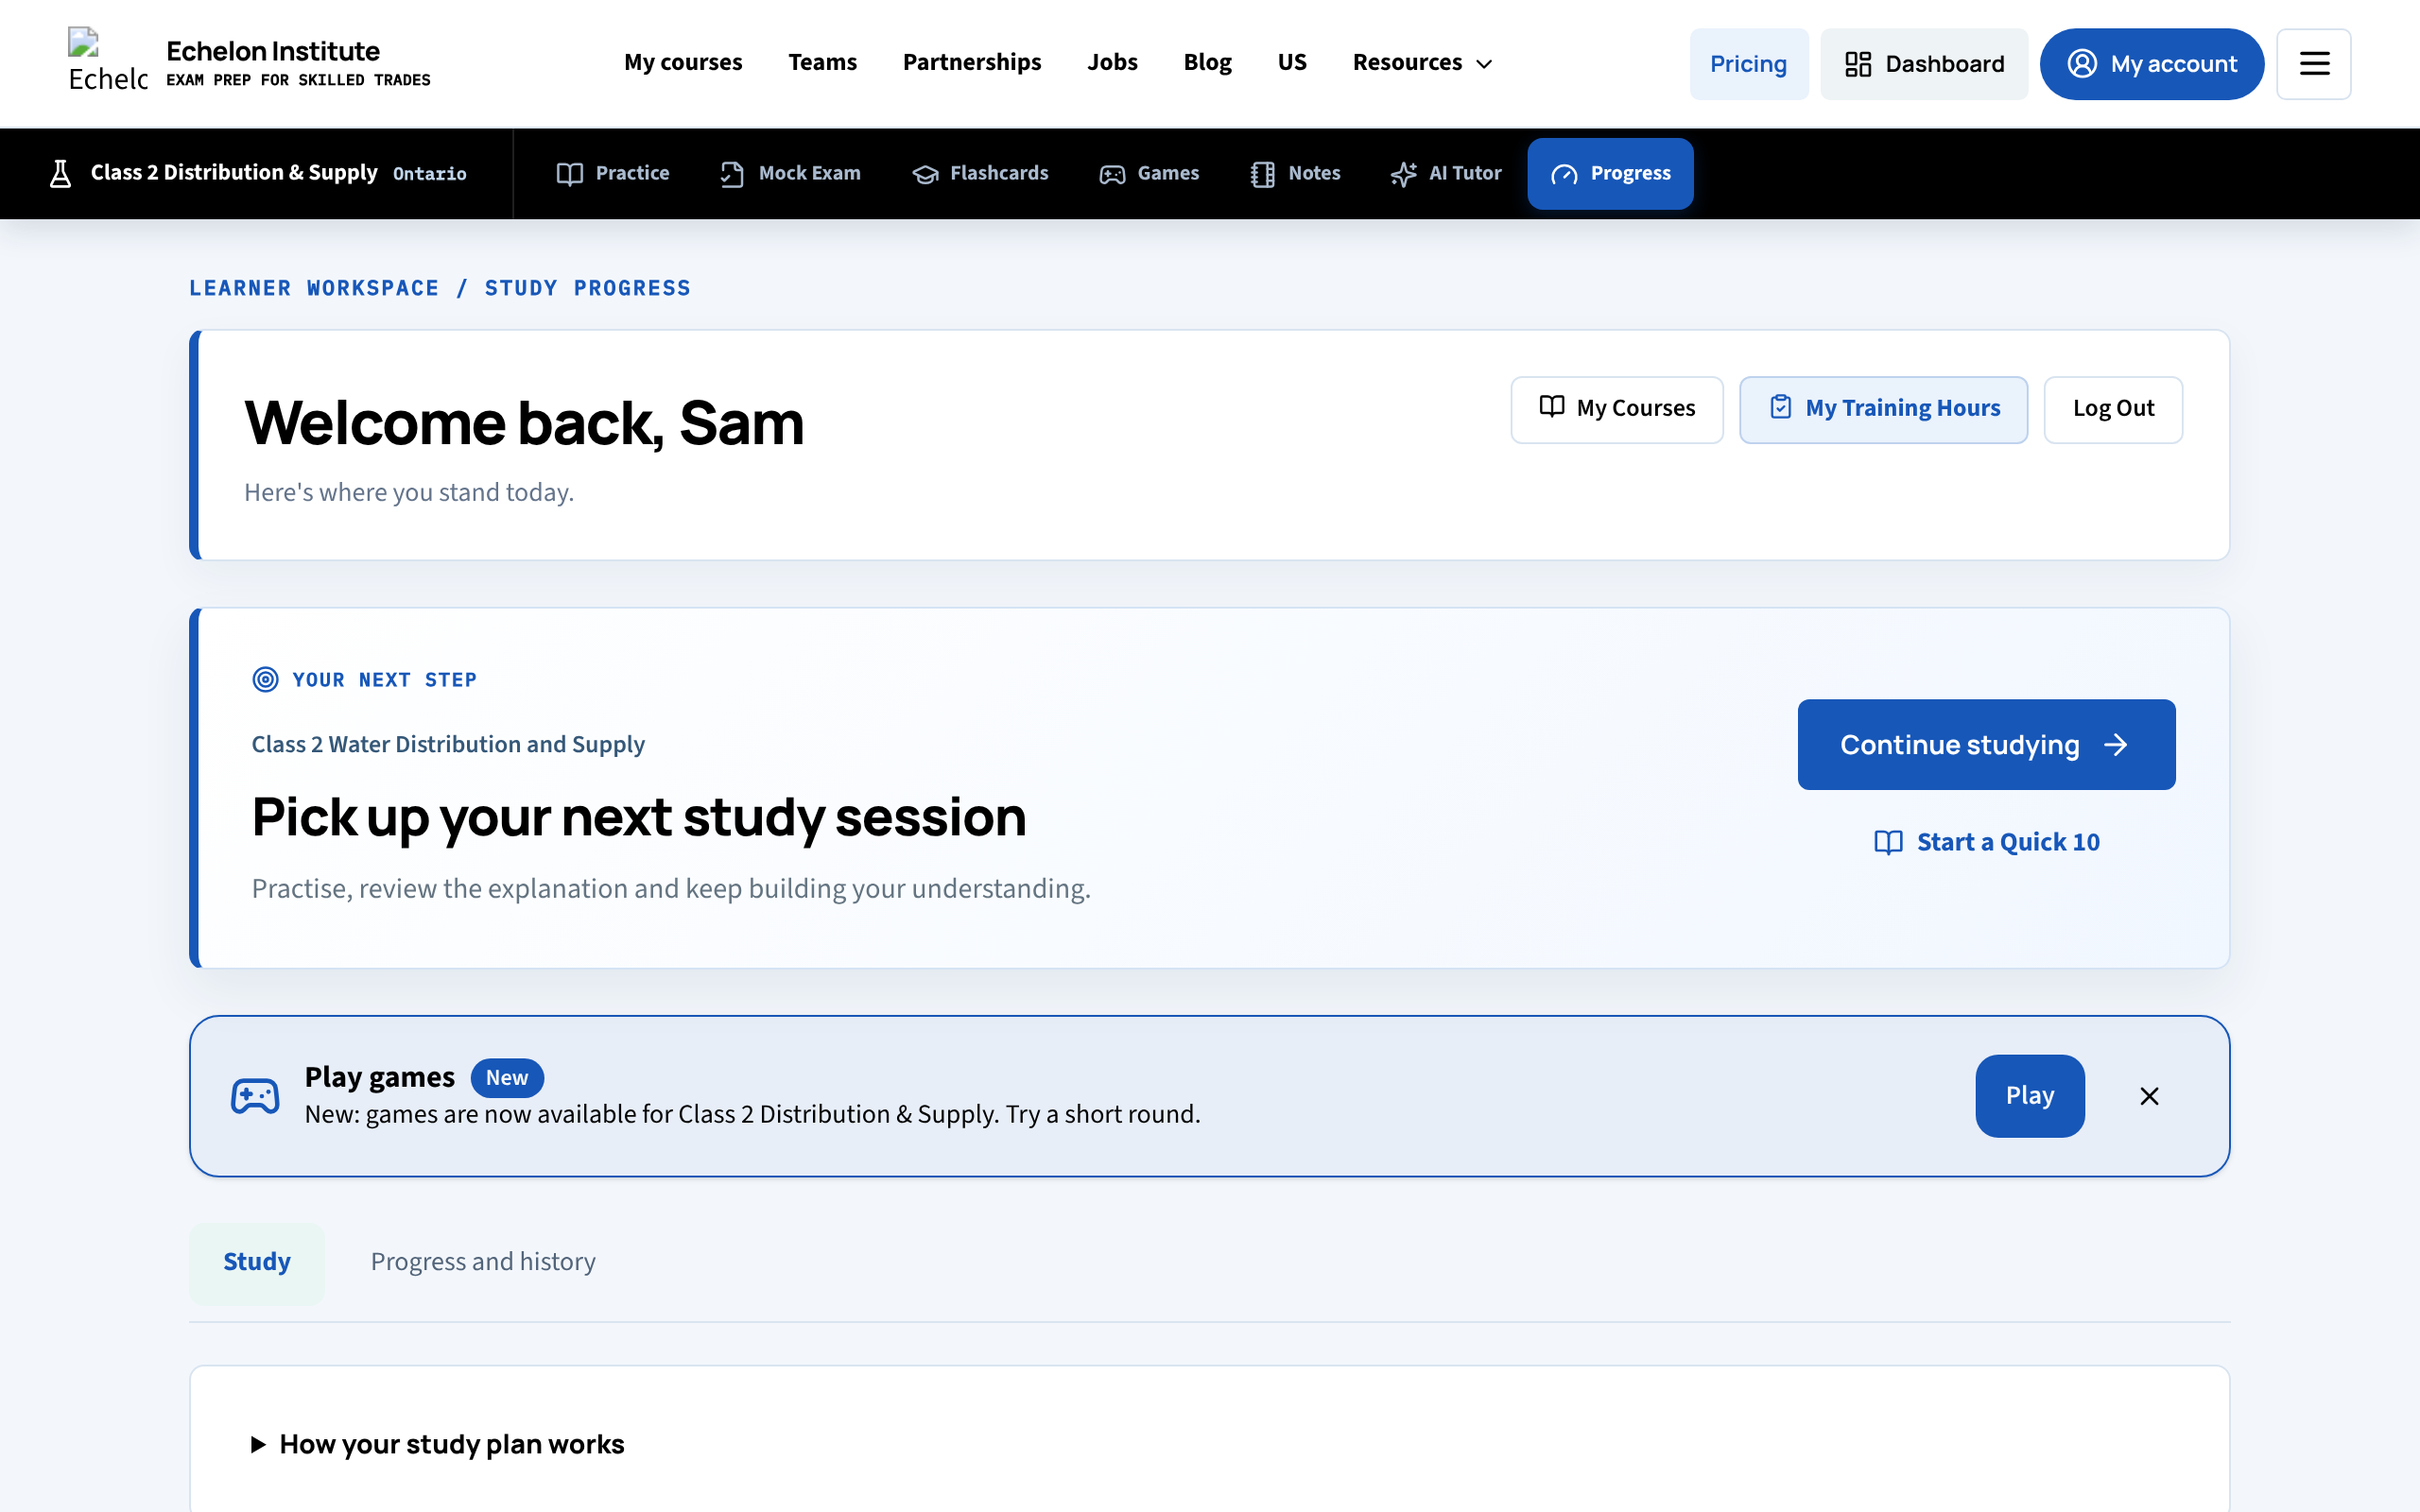 Echelc
Echelon Institute
EXAM PREP FOR SKILLED TRADES
My courses
Teams
Partnerships
Jobs
Blog
US
Resources
Pricing
Dashboard
My account
Class 2 Distribution & Supply Ontario
Practice
Mock Exam
Flashcards
Games
Notes
AI Tutor
Progress
LEARNER WORKSPACE / STUDY PROGRESS
Welcome back, Sam
Here's where you stand today.
My Courses
My Training Hours
Log Out
YOUR NEXT STEP
Class 2 Water Distribution and Supply
Pick up your next study session
Practise, review the explanation and keep building your understanding.
Continue studying
Start a Quick 10
Play games New
New: games are now available for Class 2 Distribution & Supply. Try a short round.
Play
Study
Progress and history
How your study plan works